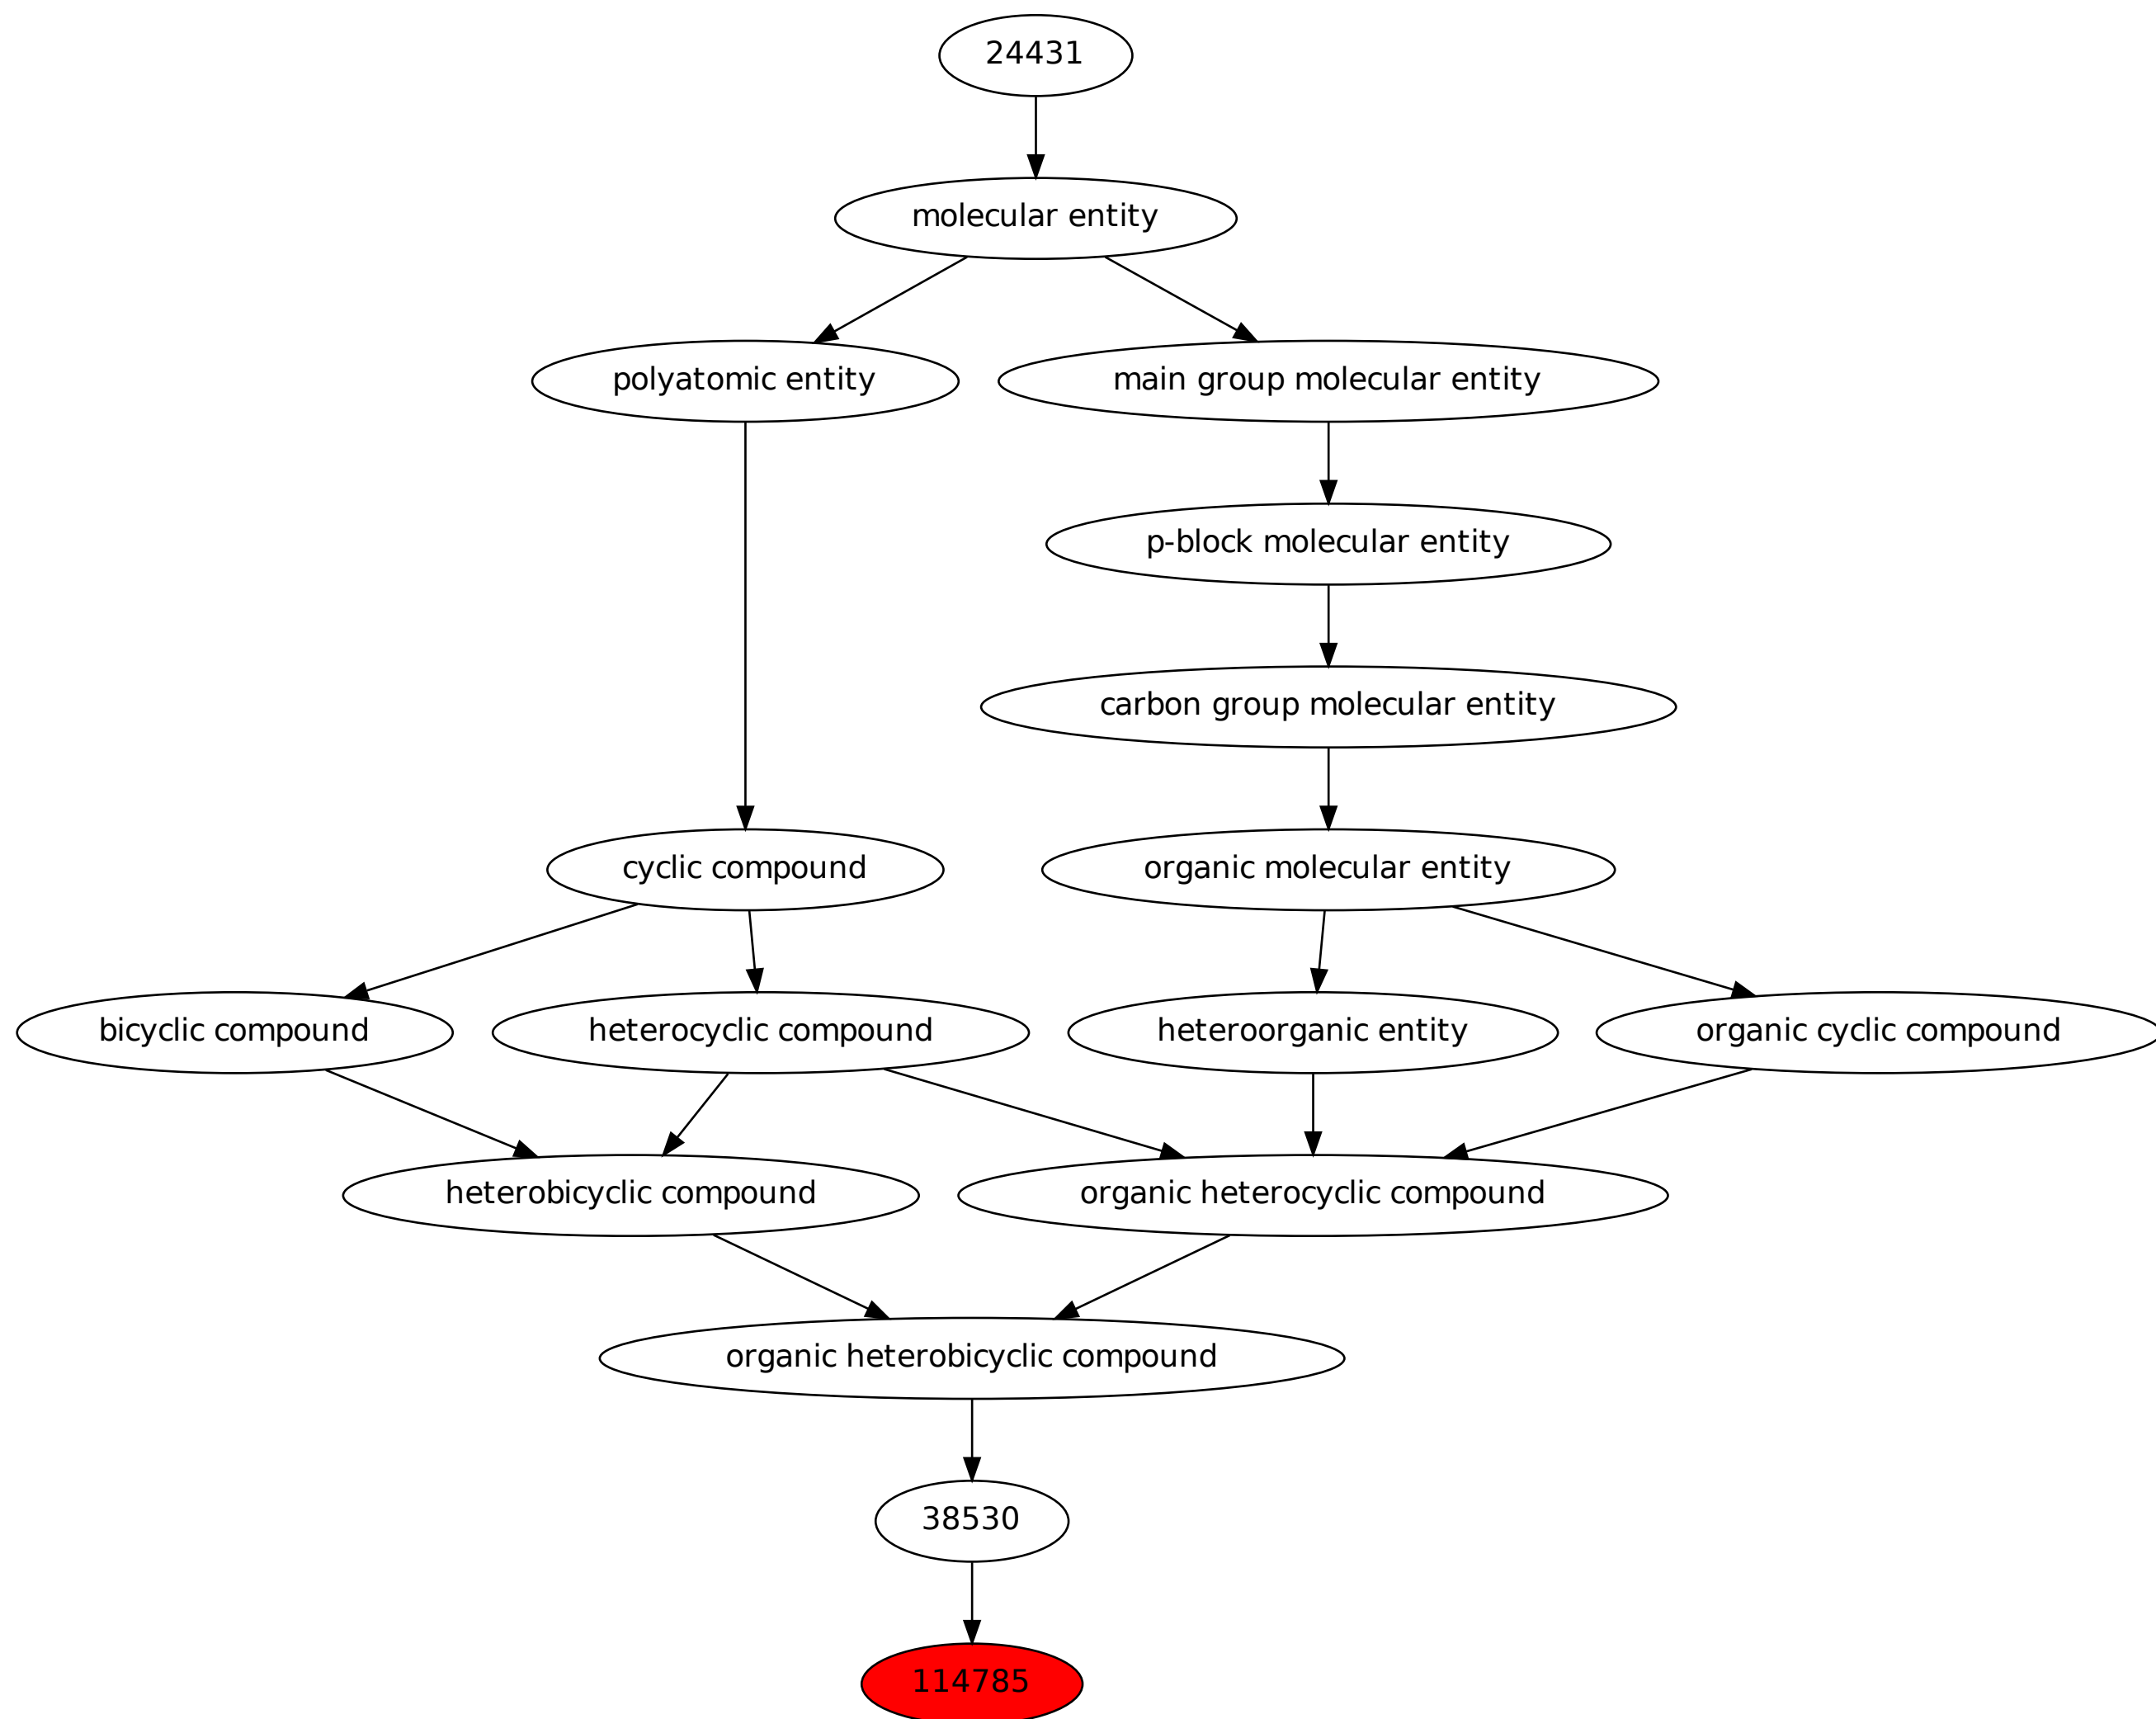 24431
molecular entity
polyatomic entity
main group molecular entity
p-block molecular entity
carbon group molecular entity
cyclic compound
organic molecular entity
bicyclic compound
heterocyclic compound
heteroorganic entity
organic cyclic compound
heterobicyclic compound
organic heterocyclic compound
organic heterobicyclic compound
38530
114785